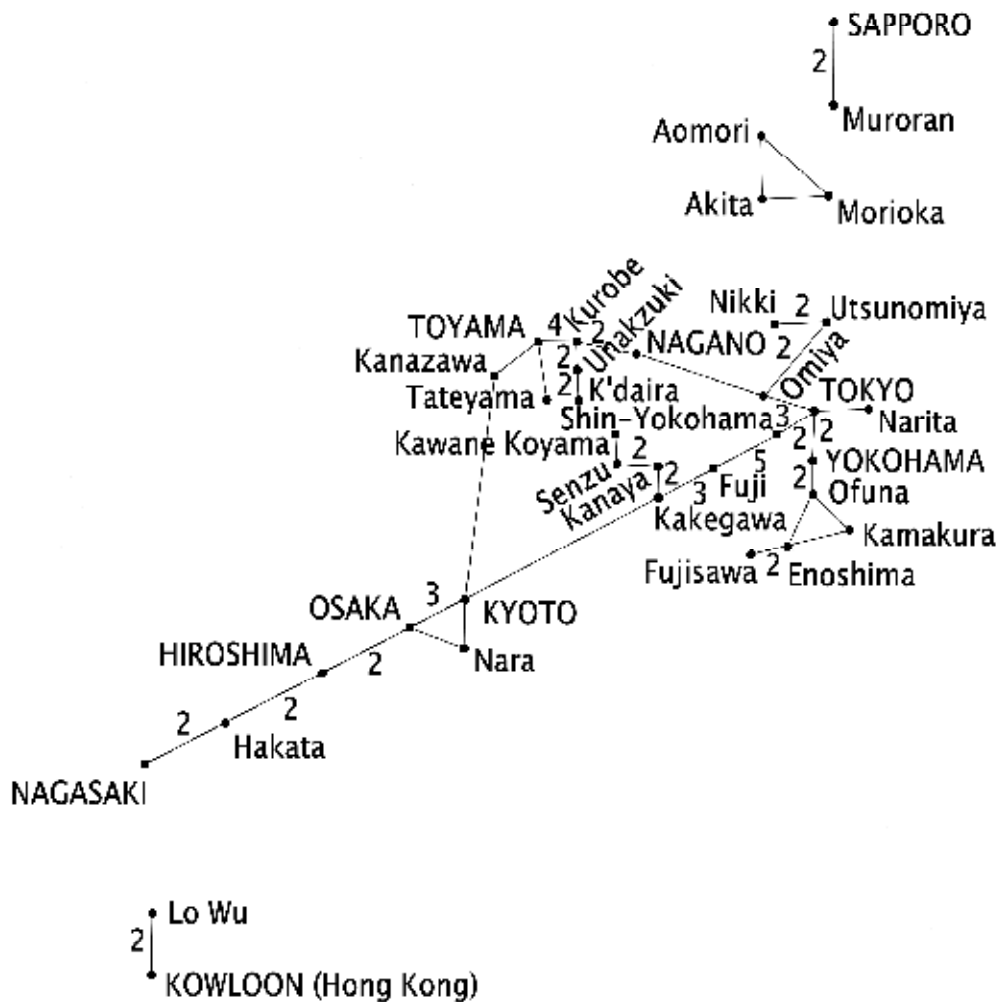 SAPPORO
2
Muroran
Aomori
Akita
Morioka
Nikki
2
Utsunomiya
2
Omiya
TOYAMA
4
Kurobe
2
NAGANO
Kanazawa
2
Unakzuki
Tateyama
2
K'daira
TOKYO
Narita
Shin-Yokohama
3
2
2
Kawane Koyama
2
Senzu
Kanaya
2
5
YOKOHAMA
2
3
Fuji
Ofuna
Kakegawa
Kamakura
Fujisawa
2
Enoshima
3
OSAKA
KYOTO
HIROSHIMA
2
Nara
2
2
Hakata
NAGASAKI
Lo Wu
2
KOWLOON (Hong Kong)